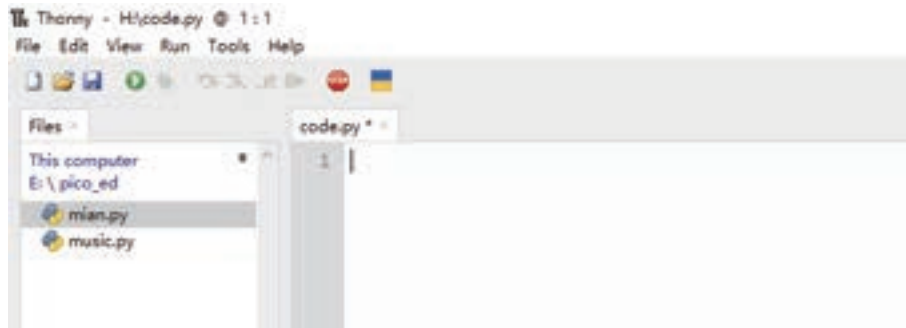 Thonny - H:\code.py @ 1:1
File Edit View Run Tools Help
STOP
Files
code.py *
This computer
E: \ pico_ed
mian.py
music.py
1